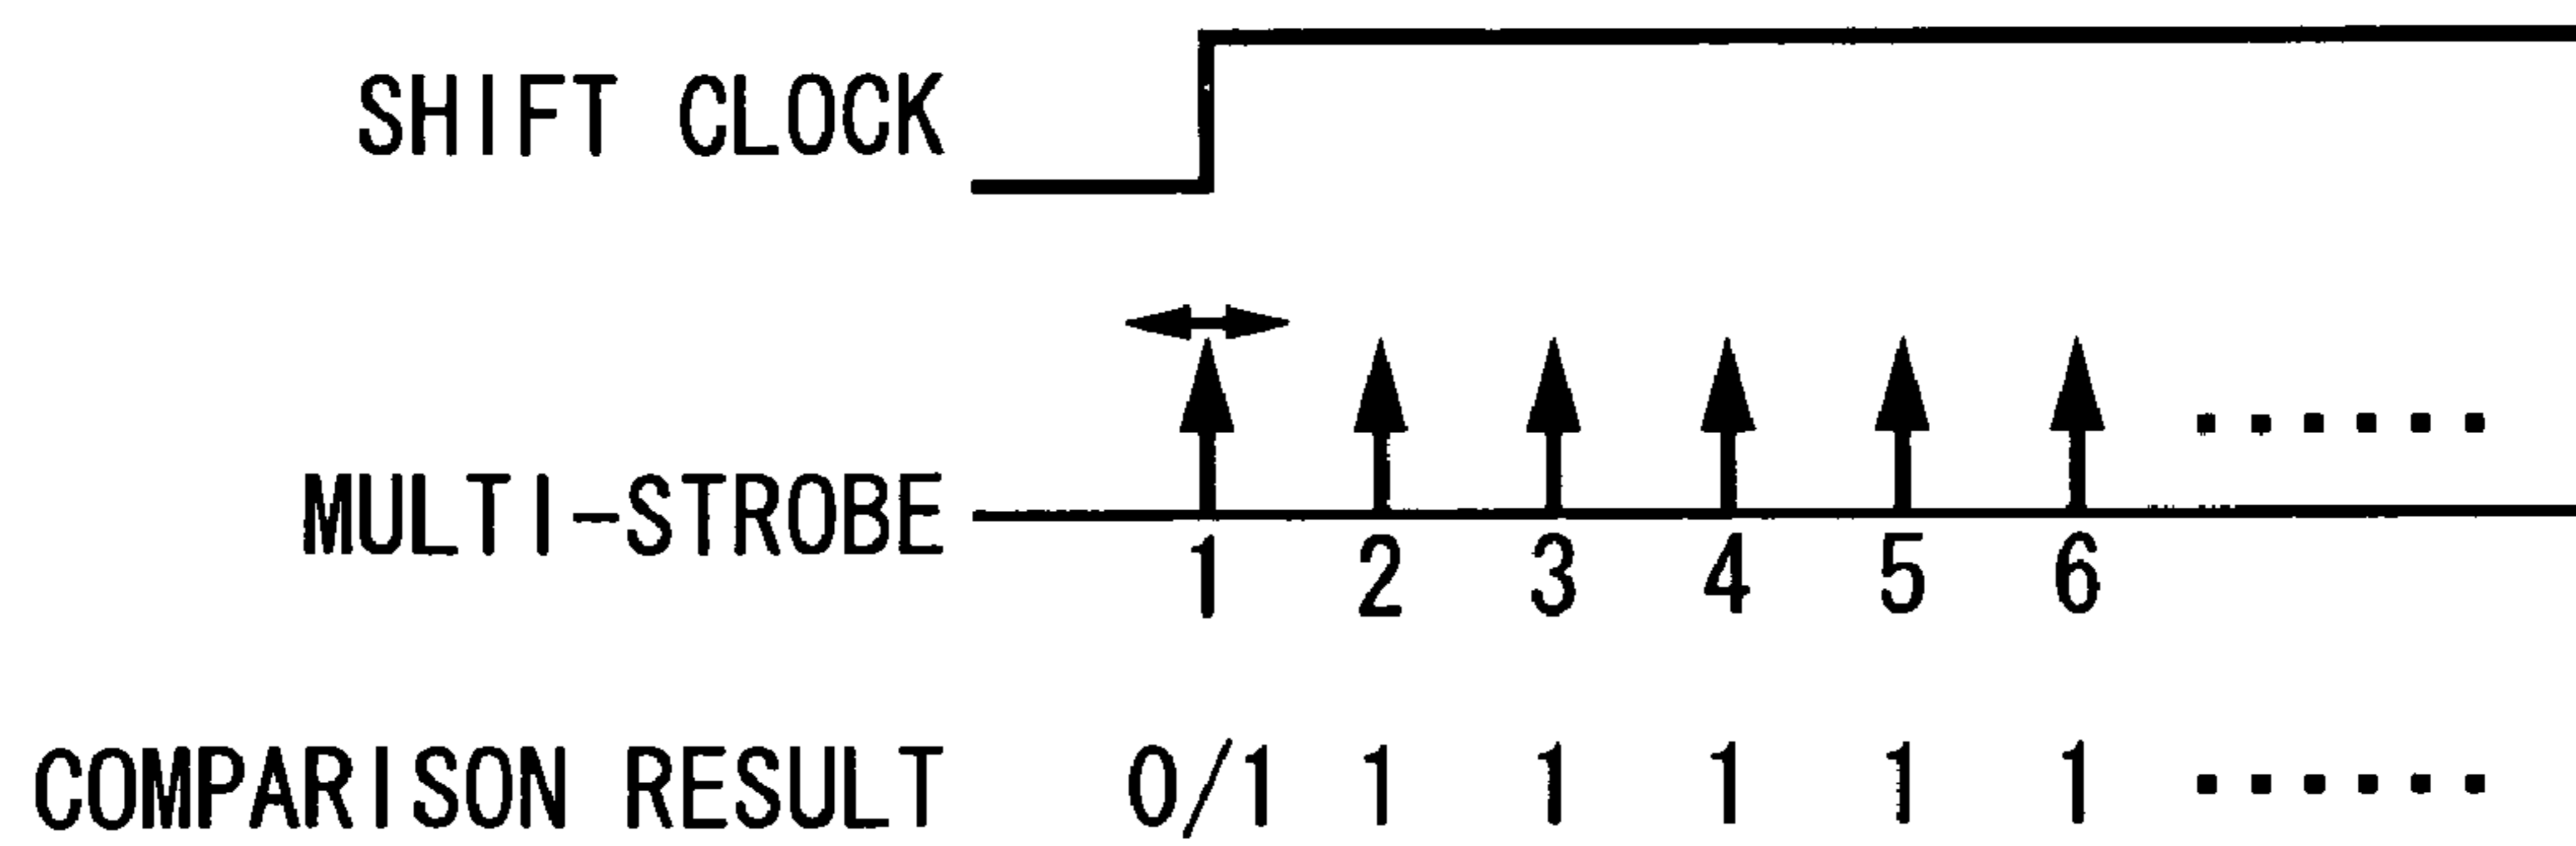 SHIFT CLOCK
MULTI-STROBE
1 2 3 4 5 6 ......
COMPARISON RESULT 0/1 1 1 1 1 1 ......